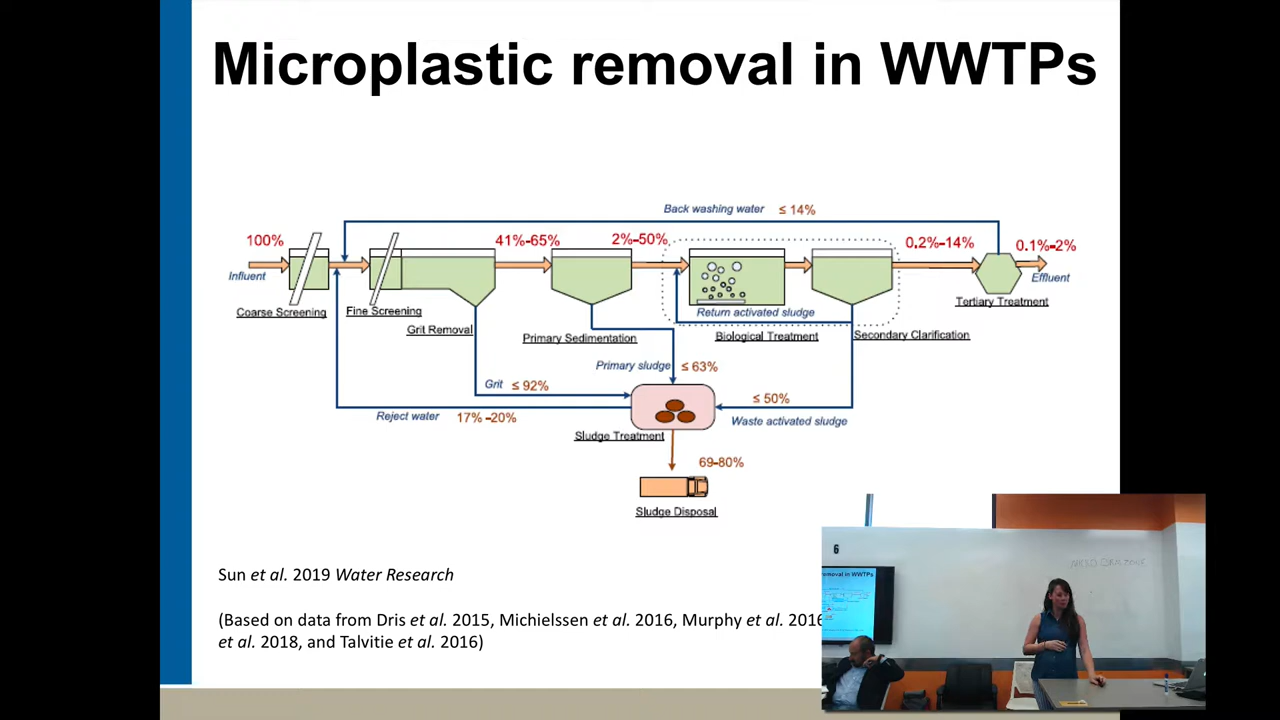 Microplastic removal in WWTPs
Back washing water ≤ 14%
100%
41%-65%
2%-50%
0.2%-14%
0.1%-2%
Influent
Effluent
Coarse Screening
Fine Screening
Grit Removal
Primary Sedimentation
Return activated sludge
Biological Treatment
Secondary Clarification
Tertiary Treatment
Primary sludge ≤ 63%
Grit ≤ 92%
≤ 50%
Reject water 17% -20%
Waste activated sludge
Sludge Treatment
69-80%
Sludge Disposal
Sun et al. 2019 Water Research
(Based on data from Dris et al. 2015, Michielssen et al. 2016, Murphy et al. 2016
et al. 2018, and Talvitie et al. 2016)
6
removal in WWTPs